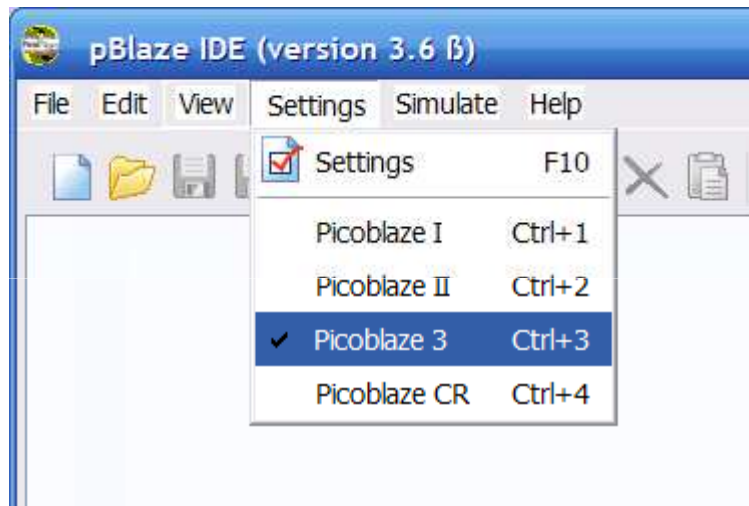 pBlaze IDE (version 3.6 ß)
File Edit View Settings Simulate Help
Settings F10
Picoblaze I Ctrl+1
Picoblaze II Ctrl+2
Picoblaze 3 Ctrl+3
Picoblaze CR Ctrl+4